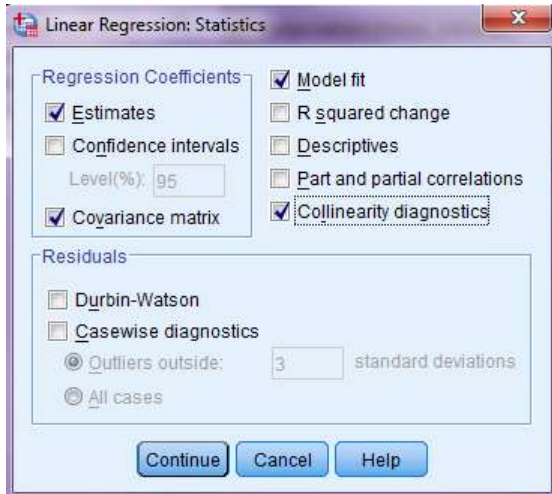 Linear Regression: Statistics
Regression Coefficients
Estimates
Confidence intervals
Level(%): 95
Covariance matrix
Model fit
R squared change
Descriptives
Part and partial correlations
Collinearity diagnostics
Residuals
Durbin-Watson
Casewise diagnostics
Outliers outside: 3 standard deviations
All cases
Continue Cancel Help